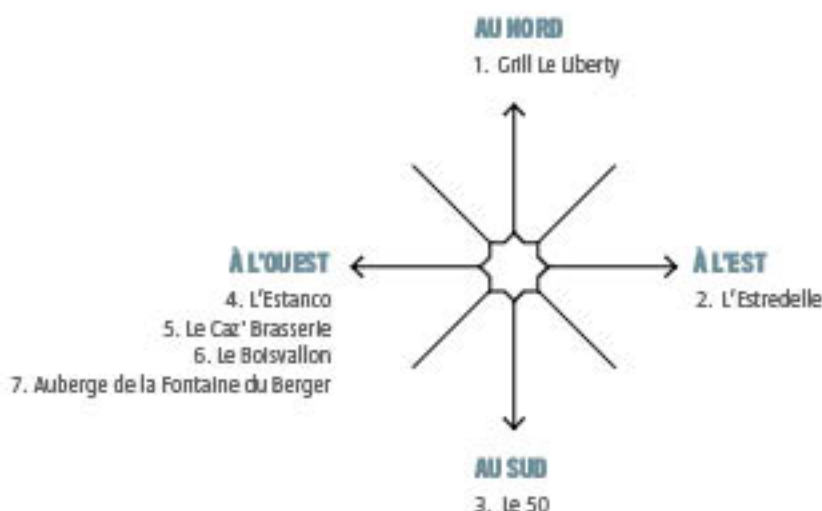 AU NORD
1. Grill Le Liberty
À L'OUEST
4. L'Estanco
5. Le Caz' Brasserie
6. Le Boisvallon
7. Auberge de la Fontaine du Berger
À L'EST
2. L'Estredelle
AU SUD
3. Le 50